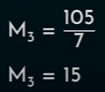 M₃ = 105/7
M₃ = 15